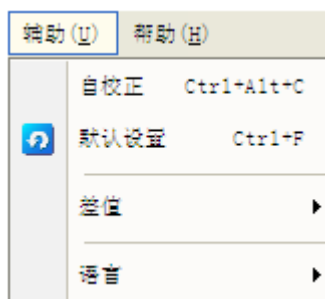 辅助(U) 帮助(H)
自校正 Ctrl+Alt+C
默认设置 Ctrl+F
差值
语言